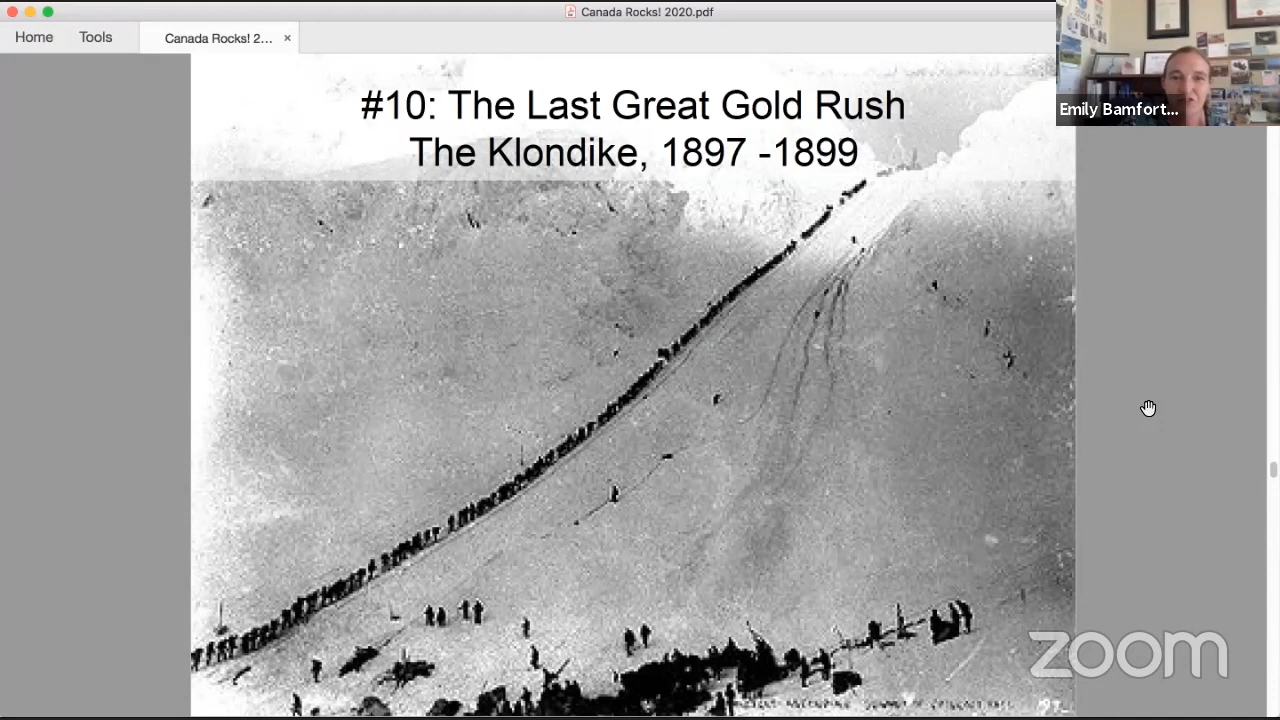 Canada Rocks! 2020.pdf
Home
Tools
Canada Rocks! 2...
×
Emily Bamfort...
#10: The Last Great Gold Rush
The Klondike, 1897 -1899
zoom